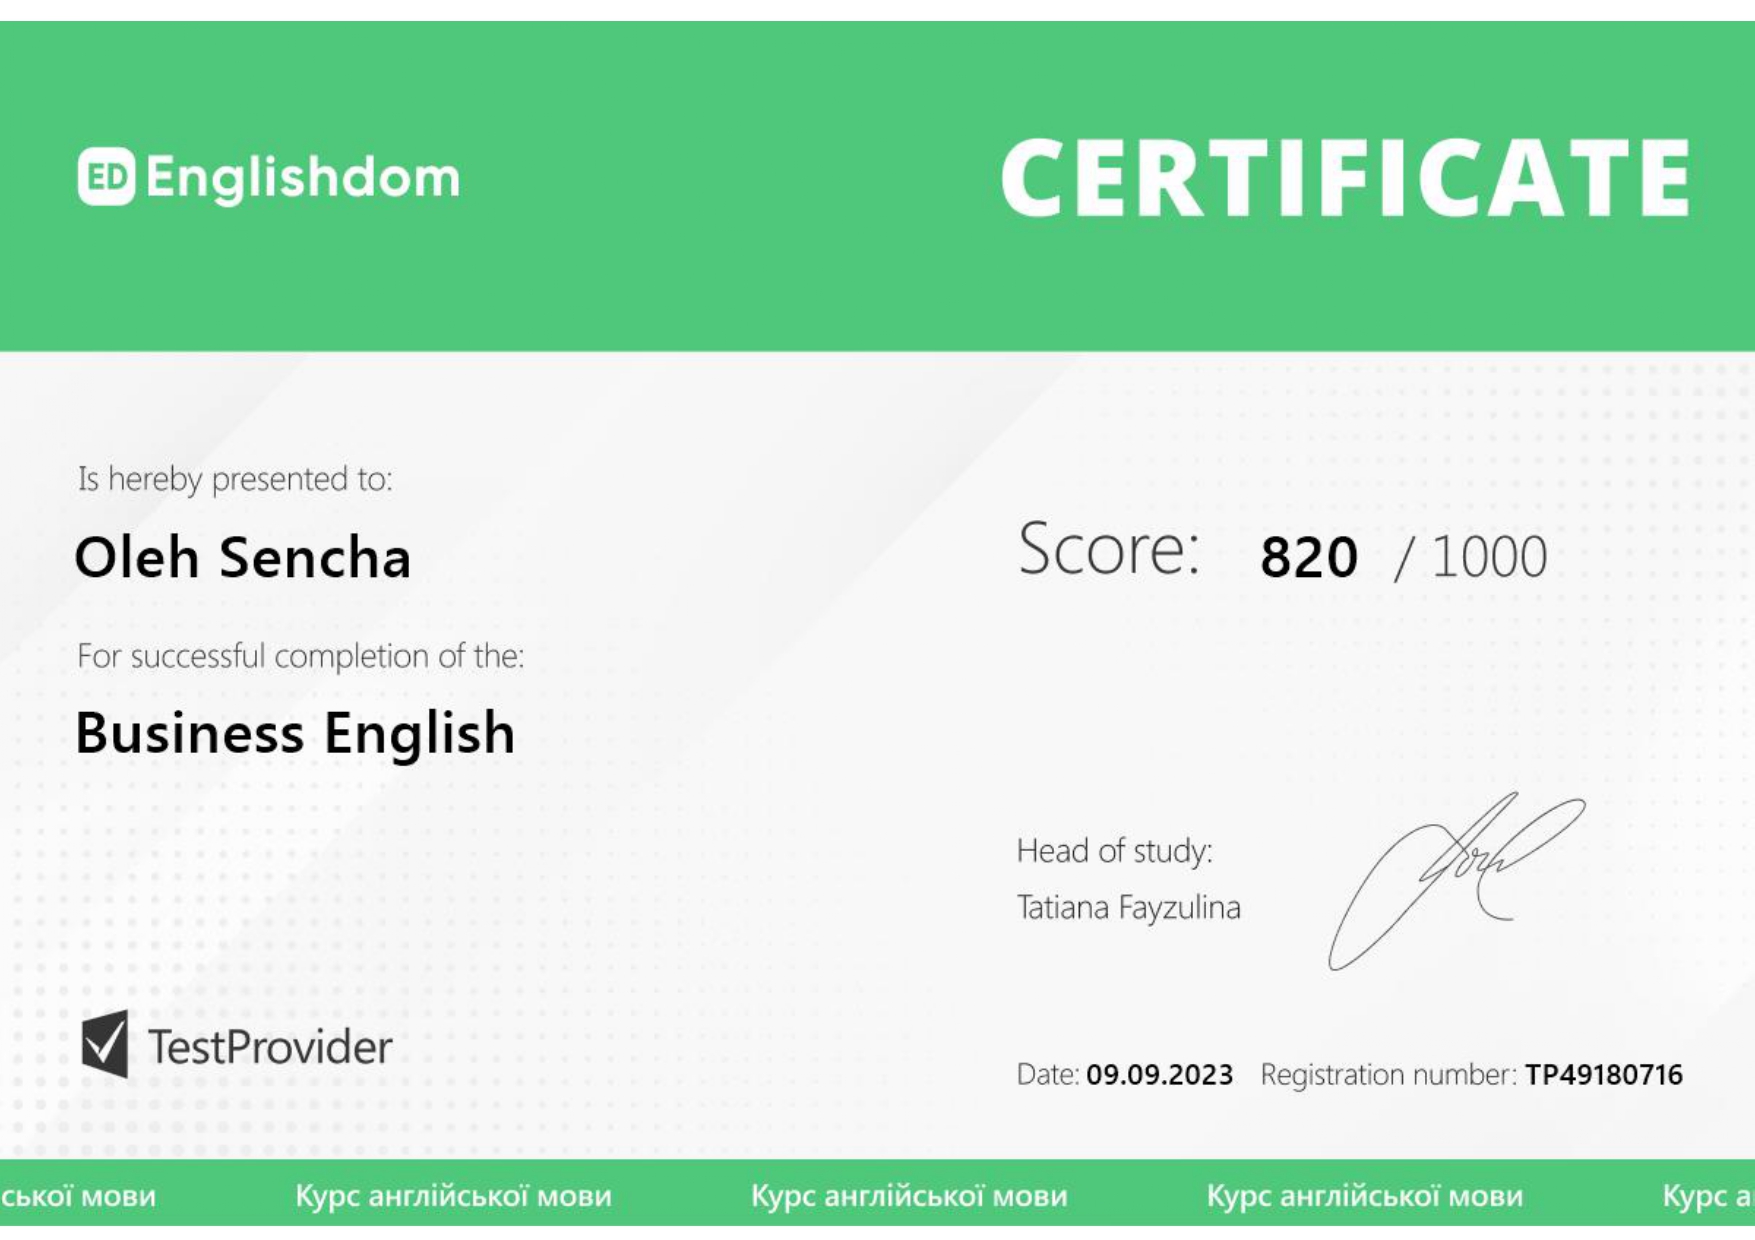 ED Englishdom
CERTIFICATE
Is hereby presented to:
Oleh Sencha
For successful completion of the:
Business English
Score: 820 / 1000
Head of study:
Tatiana Fayzulina
TestProvider
Date: 09.09.2023 Registration number: TP49180716
ської мови Курс англійської мови Курс англійської мови Курс англійської мови Курс а